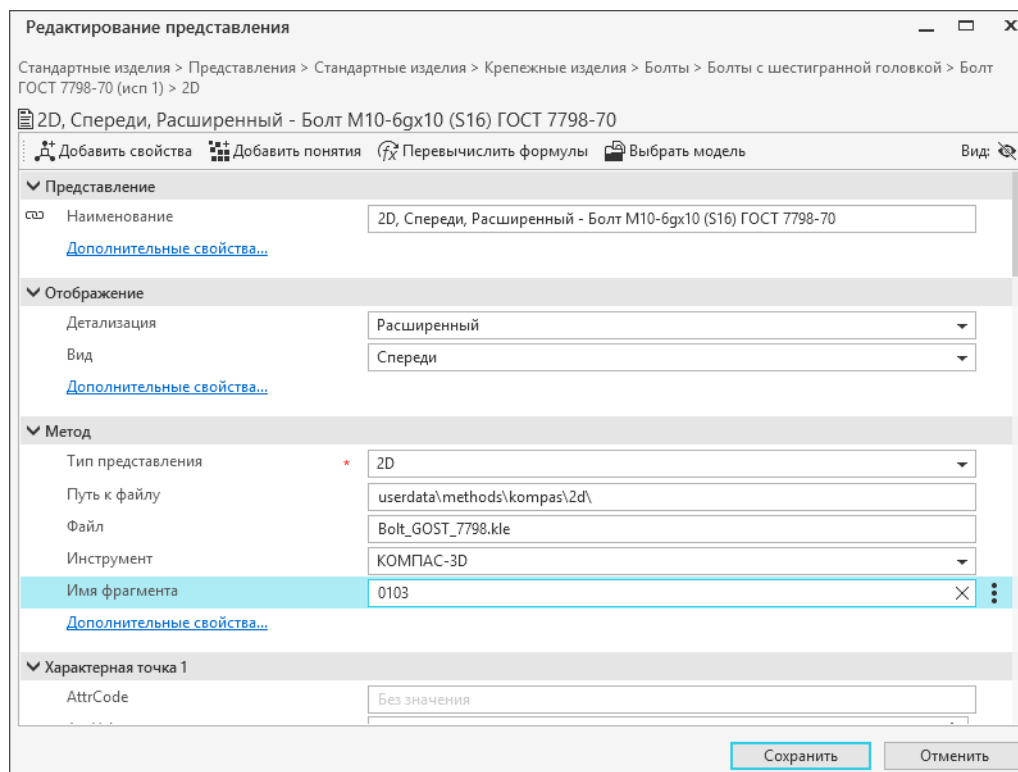 Редактирование представления
Стандартные изделия > Представления > Стандартные изделия > Крепежные изделия > Болты > Болты с шестигранной головкой > Болт
ГОСТ 7798-70 (исп 1) > 2D
2D, Спереди, Расширенный - Болт М10-6gx10 (S16) ГОСТ 7798-70
Добавить свойства Добавить понятия Перевычислить формулы Выбрать модель Вид:
Представление
Наименование 2D, Спереди, Расширенный - Болт М10-6gx10 (S16) ГОСТ 7798-70
Дополнительные свойства...
Отображение
Детализация Расширенный
Вид Спереди
Дополнительные свойства...
Метод
Тип представления * 2D
Путь к файлу userdata\methods\kompas\2d\
Файл Bolt_GOST_7798.kle
Инструмент КОМПАС-3D
Имя фрагмента 0103
Дополнительные свойства...
Характерная точка 1
AttrCode Без значения
Сохранить Отменить